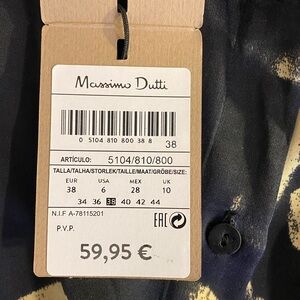 Massimo Dutti
0 5104 810 800 38 8
38
ARTÍCULO: 5104/810/800
TALLA/TALHA/STORLEK/TAILLE/MAAT/GRÖßE/SIZE:
EUR USA MEX UK
38 6 28 10
34 36 38 40 42 44
N.I.F A-78115201
EAC
P.V.P.
59,95 €